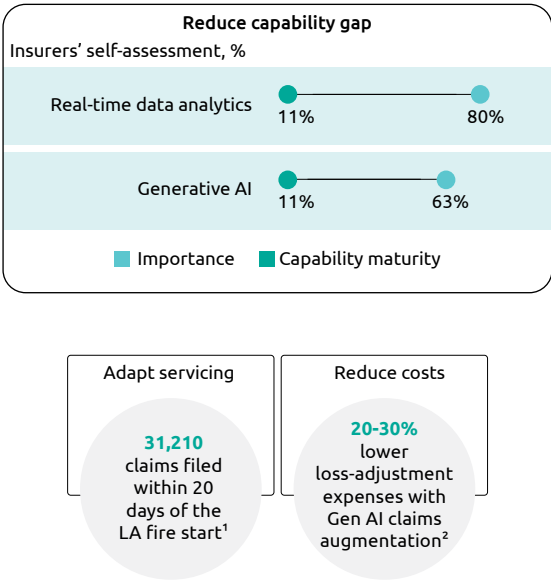 Reduce capability gap
Insurers’ self-assessment, %
Real-time data analytics
11%
80%
Generative AI
11%
63%
Importance
Capability maturity
Adapt servicing
31,210
claims filed
within 20
days of the
LA fire start¹
Reduce costs
20-30%
lower
loss-adjustment
expenses with
Gen AI claims
augmentation²